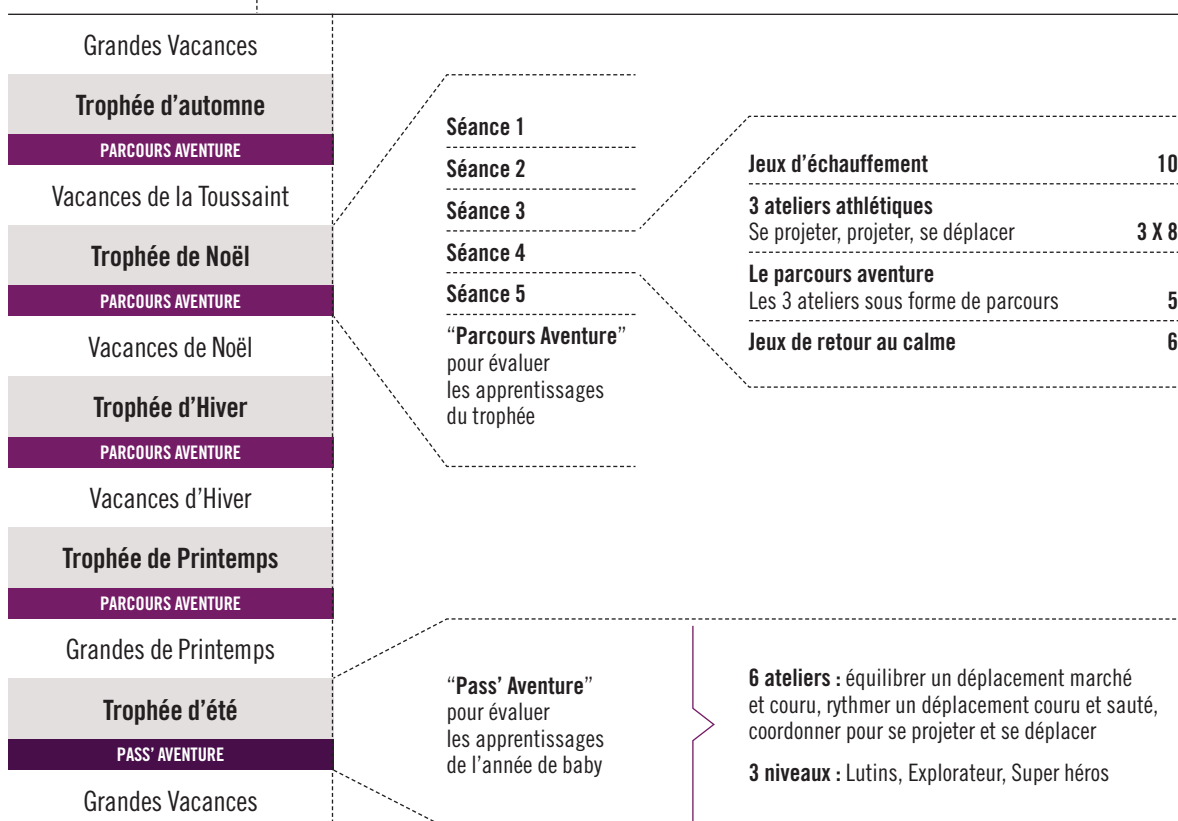 Grandes Vacances
Trophée d'automne
PARCOURS AVENTURE
Vacances de la Toussaint
Trophée de Noël
PARCOURS AVENTURE
Vacances de Noël
Trophée d'Hiver
PARCOURS AVENTURE
Vacances d'Hiver
Trophée de Printemps
PARCOURS AVENTURE
Grandes de Printemps
Trophée d'été
PASS' AVENTURE
Grandes Vacances
Séance 1
Séance 2
Séance 3
Séance 4
Séance 5
"Parcours Aventure"
pour évaluer
les apprentissages
du trophée
Jeux d'échauffement 10
3 ateliers athlétiques
Se projeter, projeter, se déplacer 3 X 8
Le parcours aventure
Les 3 ateliers sous forme de parcours 5
Jeux de retour au calme 6
"Pass' Aventure"
pour évaluer
les apprentissages
de l'année de baby
6 ateliers : équilibrer un déplacement marché
et couru, rythmer un déplacement couru et sauté,
coordonner pour se projeter et se déplacer
3 niveaux : Lutins, Explorateur, Super héros